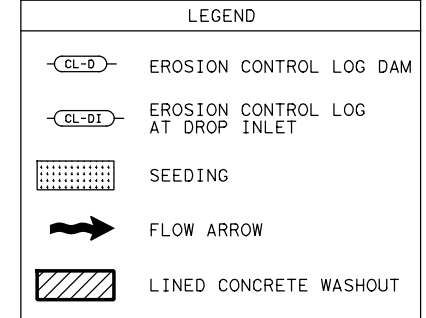 LEGEND
CL-D EROSION CONTROL LOG DAM
CL-DI EROSION CONTROL LOG
AT DROP INLET
SEEDING
FLOW ARROW
LINED CONCRETE WASHOUT